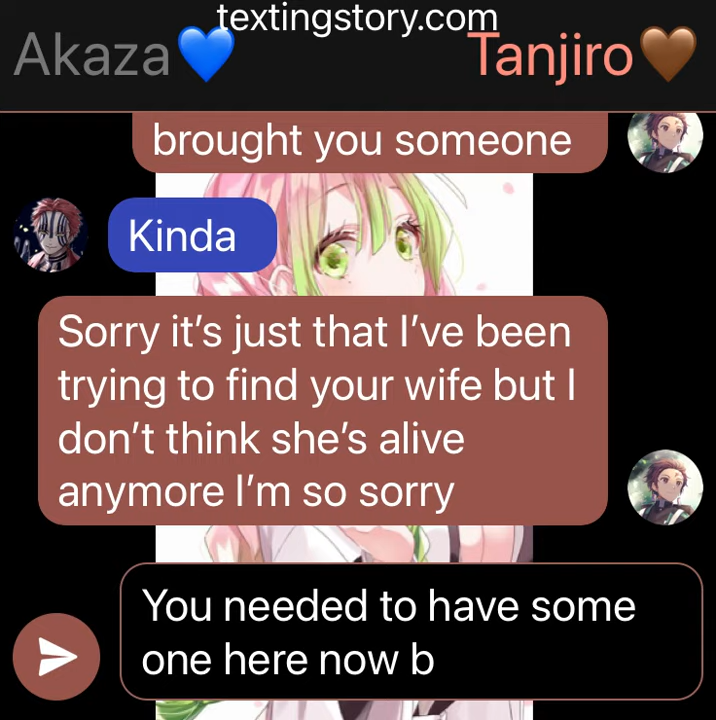 textingstory.com
Akaza💙 Tanjiro🤎
brought you someone
Kinda
Sorry it’s just that I’ve been
trying to find your wife but I
don’t think she’s alive
anymore I’m so sorry
You needed to have some
one here now b